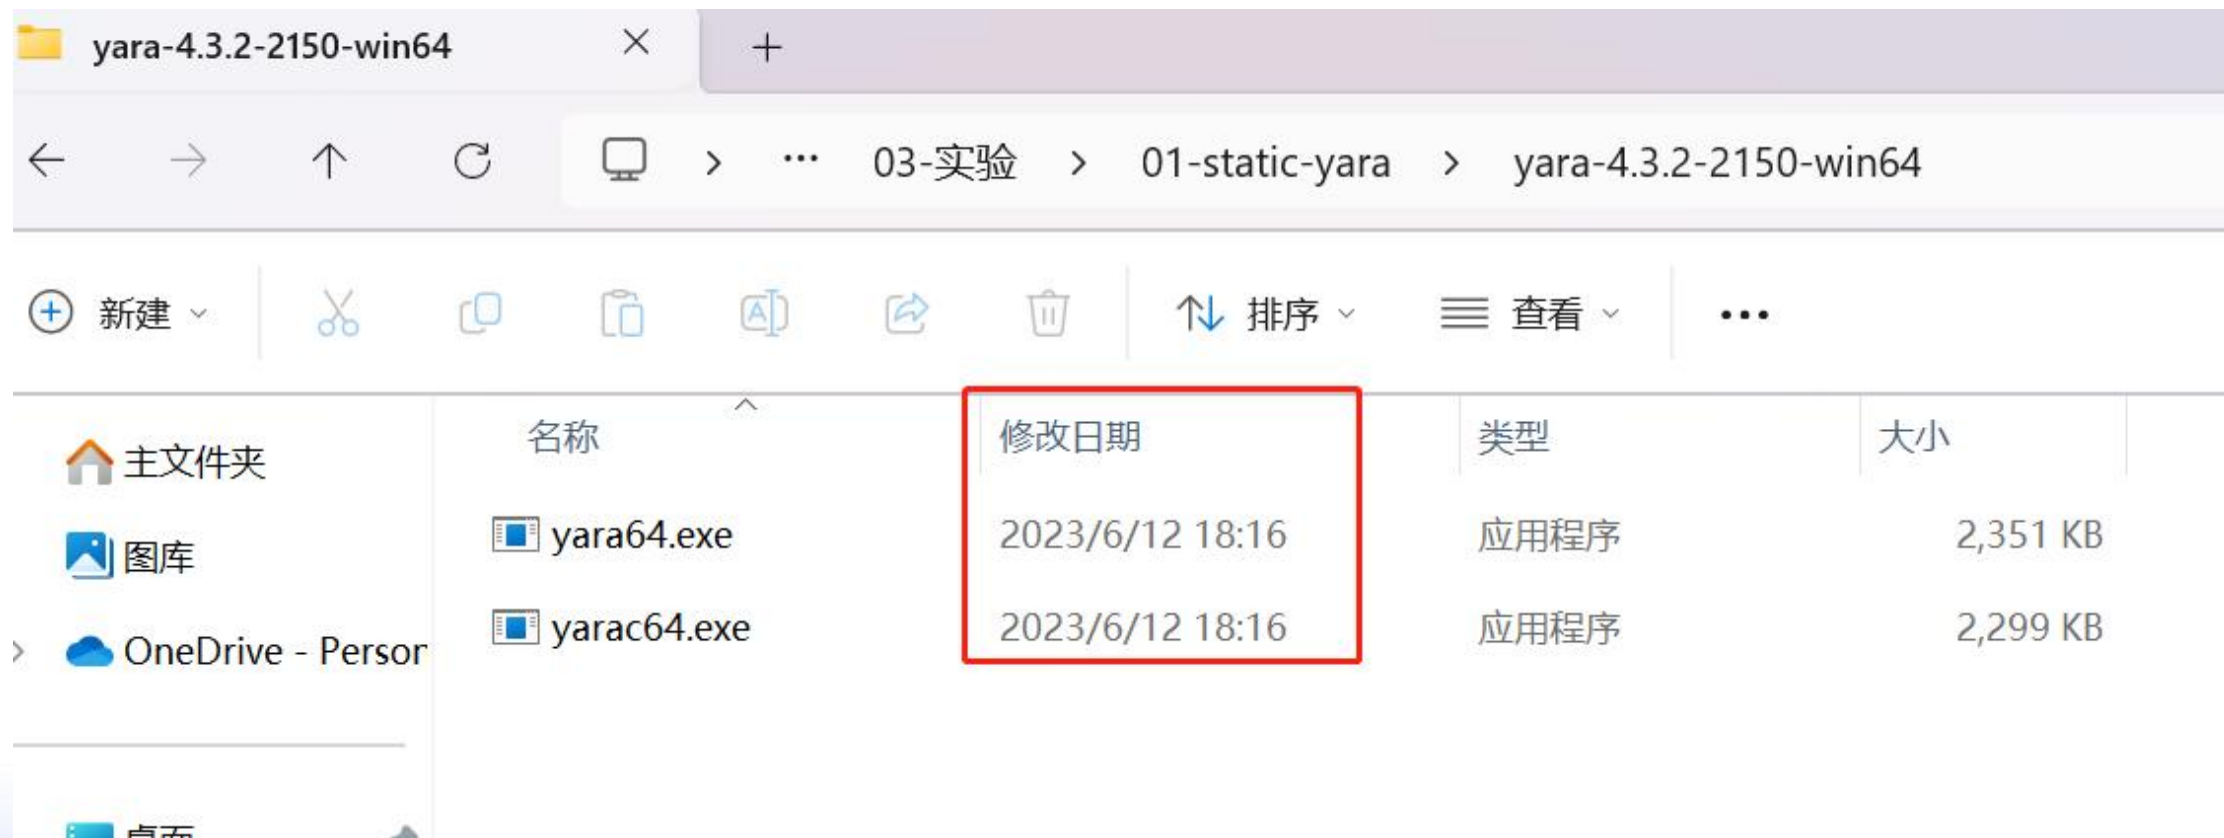 yara-4.3.2-2150-win64
… 03-实验 > 01-static-yara > yara-4.3.2-2150-win64
新建 排序 查看
名称 修改日期 类型 大小
主文件夹
yara64.exe 2023/6/12 18:16 应用程序 2,351 KB
图库
yarac64.exe 2023/6/12 18:16 应用程序 2,299 KB
OneDrive - Person
桌面